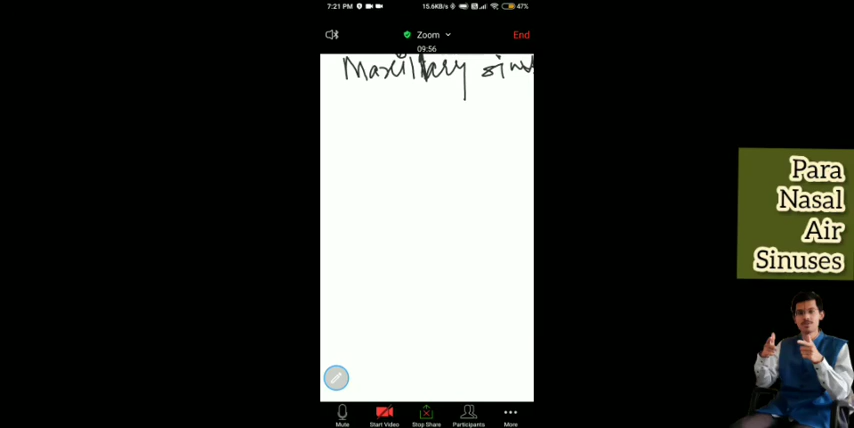 7:21 PM 15.6KB/s 47%
Zoom End
09:56
Maxillary sinu
Para
Nasal
Air
Sinuses
Mute Start Video Stop Share Participants More